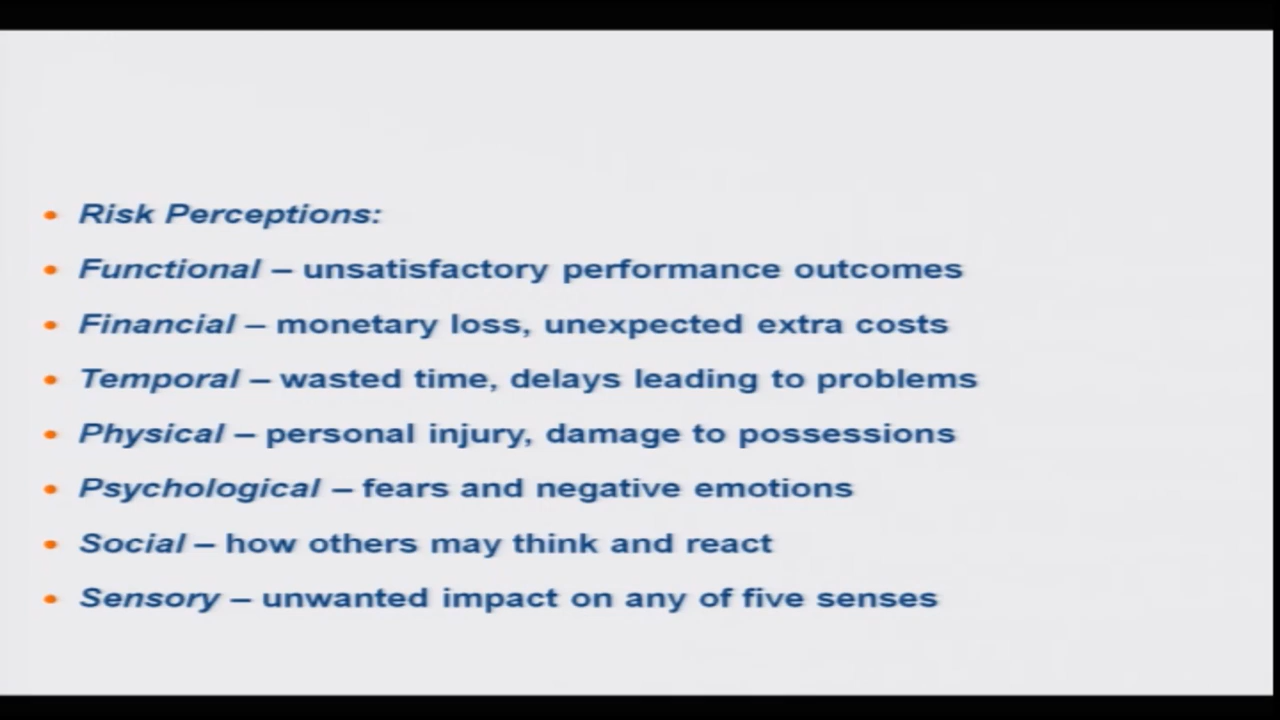 • Risk Perceptions:
• Functional – unsatisfactory performance outcomes
• Financial – monetary loss, unexpected extra costs
• Temporal – wasted time, delays leading to problems
• Physical – personal injury, damage to possessions
• Psychological – fears and negative emotions
• Social – how others may think and react
• Sensory – unwanted impact on any of five senses